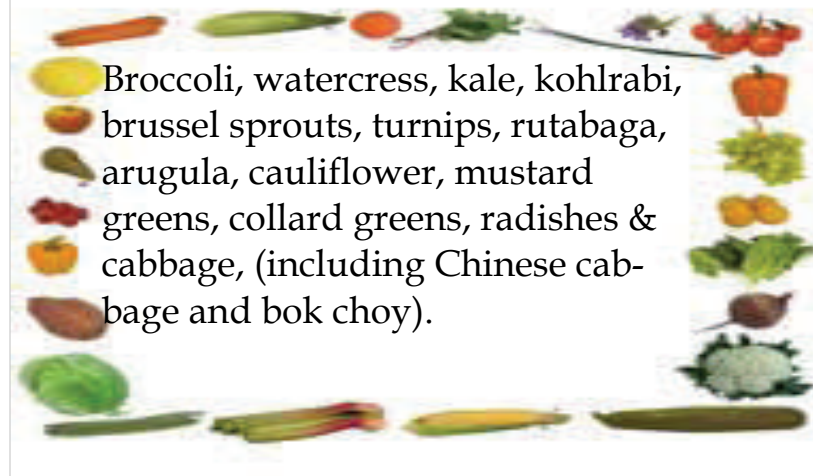 Broccoli, watercress, kale, kohlrabi,
brussel sprouts, turnips, rutabaga,
arugula, cauliflower, mustard
greens, collard greens, radishes &
cabbage, (including Chinese cab-
bage and bok choy).